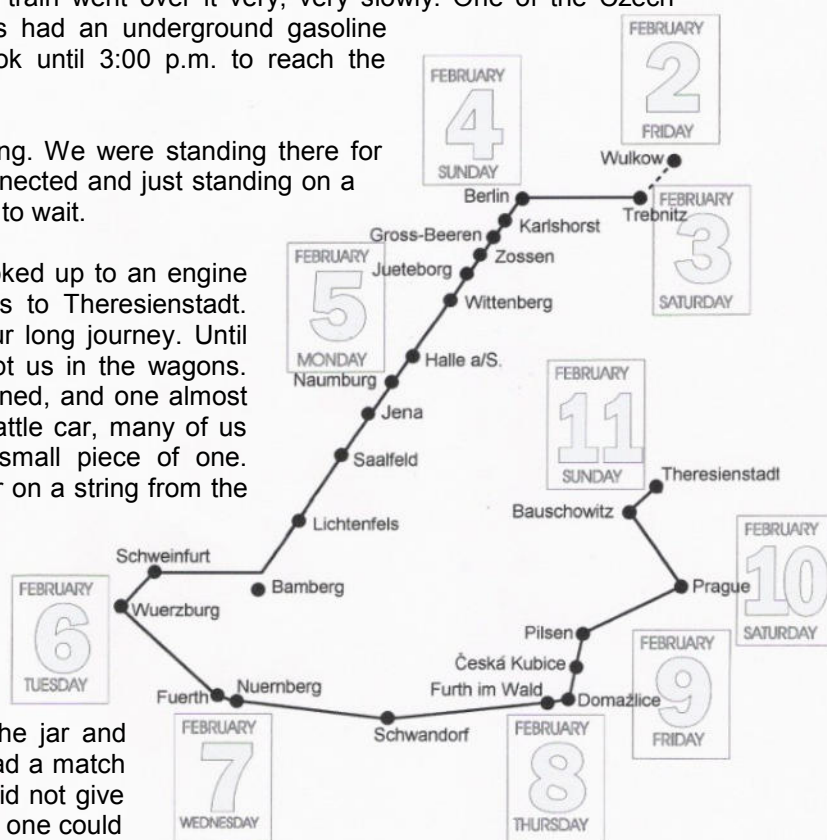 train went over it very, very slowly. One of the Czech
s had an underground gasoline
ok until 3:00 p.m. to reach the
ng. We were standing there for
nected and just standing on a
to wait.
oked up to an engine
s to Theresienstadt.
ur long journey. Until
pt us in the wagons.
ned, and one almost
attle car, many of us
small piece of one.
r on a string from the
he jar and
ad a match
id not give
one could
FEBRUARY
2
FRIDAY
Wulkow
FEBRUARY
4
SUNDAY
Berlin
Trebnitz
FEBRUARY
3
SATURDAY
Karlshorst
Gross-Beeren
Zossen
Jueteborg
Wittenberg
FEBRUARY
5
MONDAY
Halle a/S.
Naumburg
Jena
Saalfeld
Lichtenfels
Bamberg
Schweinfurt
FEBRUARY
6
TUESDAY
Wuerzburg
Fuerth
Nuernberg
FEBRUARY
7
WEDNESDAY
Schwandorf
Furth im Wald
FEBRUARY
8
THURSDAY
Domažlice
Česká Kubice
Pilsen
FEBRUARY
9
FRIDAY
Prague
FEBRUARY
10
SATURDAY
Bauschowitz
Theresienstadt
FEBRUARY
11
SUNDAY